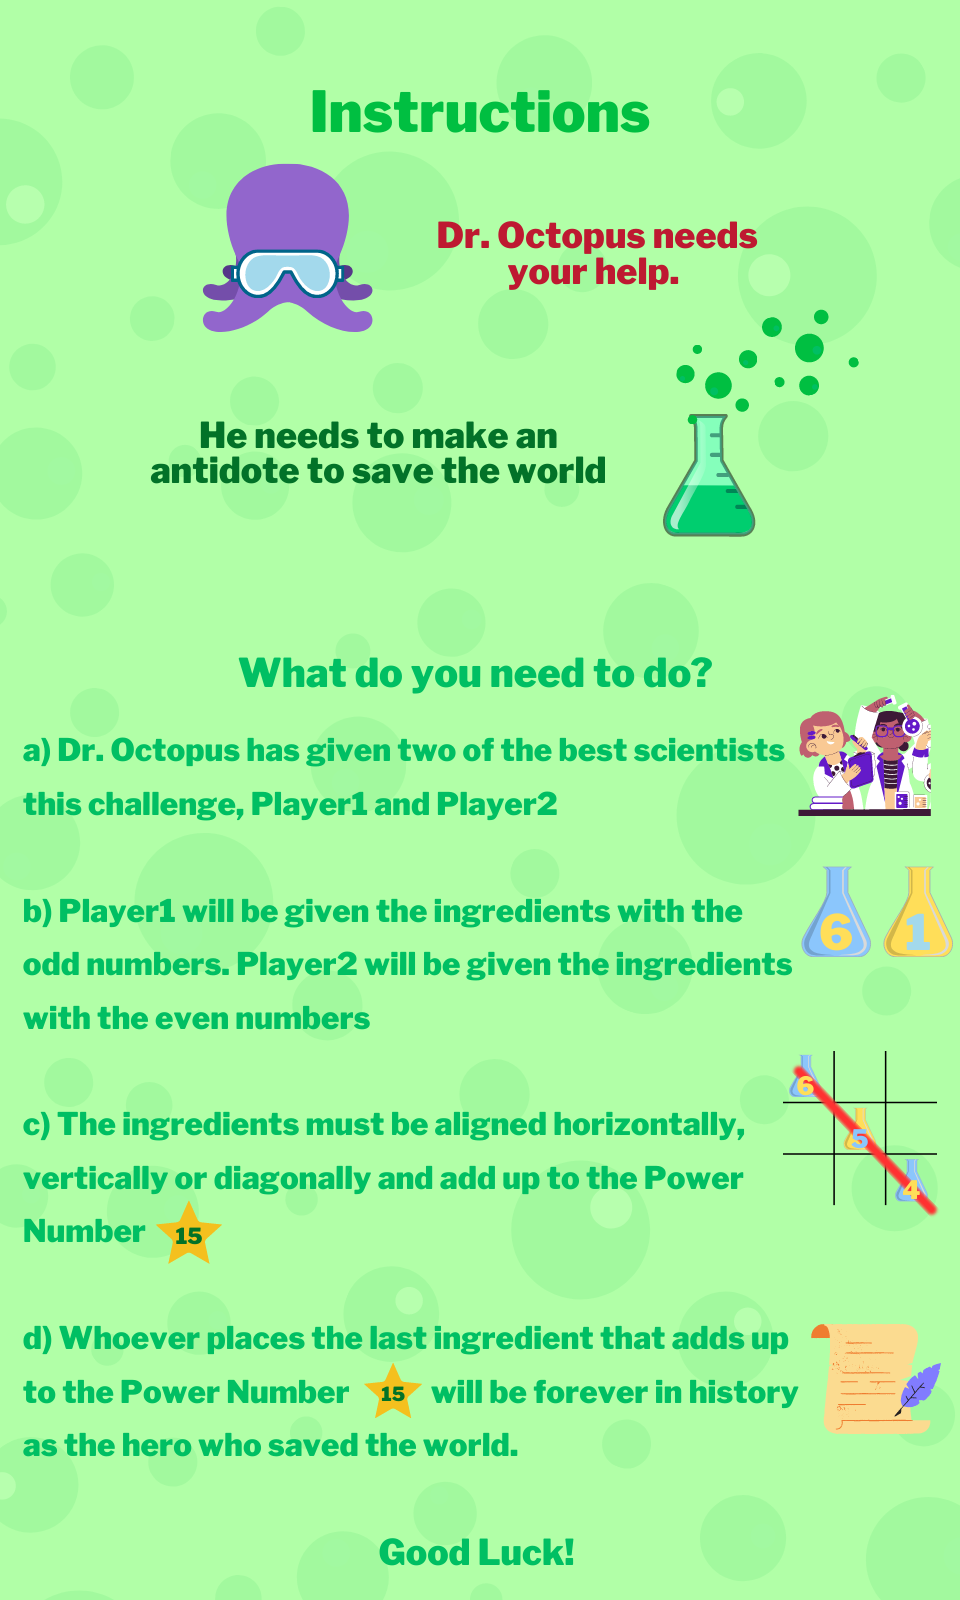 Instructions
Dr. Octopus needs
your help.
He needs to make an
antidote to save the world
What do you need to do?
a) Dr. Octopus has given two of the best scientists
this challenge, Player1 and Player2
b) Player1 will be given the ingredients with the
odd numbers. Player2 will be given the ingredients
with the even numbers
6 1
c) The ingredients must be aligned horizontally,
vertically or diagonally and add up to the Power
Number 15
6
5
4
d) Whoever places the last ingredient that adds up
to the Power Number 15 will be forever in history
as the hero who saved the world.
Good Luck!